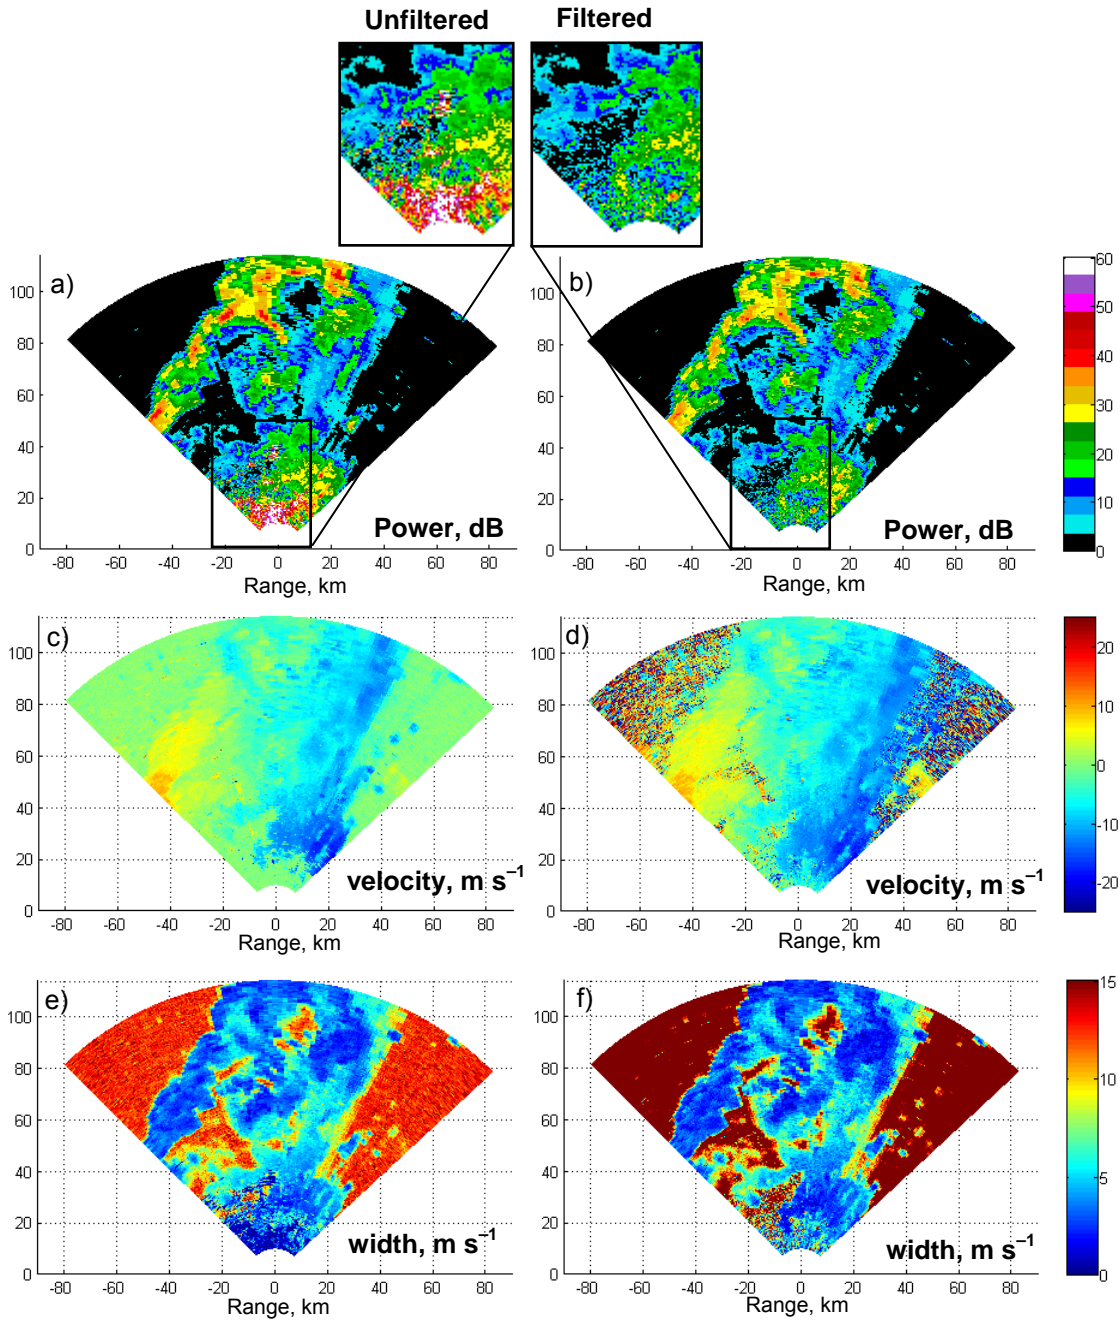 Unfiltered Filtered
a) b)
100 80 60 40 20 0
100 80 60 40 20 0
60 50 40 30 20 10 0
Power, dB Power, dB
-80 -60 -40 -20 0 20 40 60 80
-80 -60 -40 -20 0 20 40 60 80
Range, km Range, km
c) d)
100 80 60 40 20 0
100 80 60 40 20 0
20 10 0 -10 -20
velocity, m s–1 velocity, m s–1
-80 -60 -40 -20 0 20 40 60 80
-80 -60 -40 -20 0 20 40 60 80
Range, km Range, km
e) f)
100 80 60 40 20 0
100 80 60 40 20 0
15 10 5 0
width, m s–1 width, m s–1
-80 -60 -40 -20 0 20 40 60 80
-80 -60 -40 -20 0 20 40 60 80
Range, km Range, km